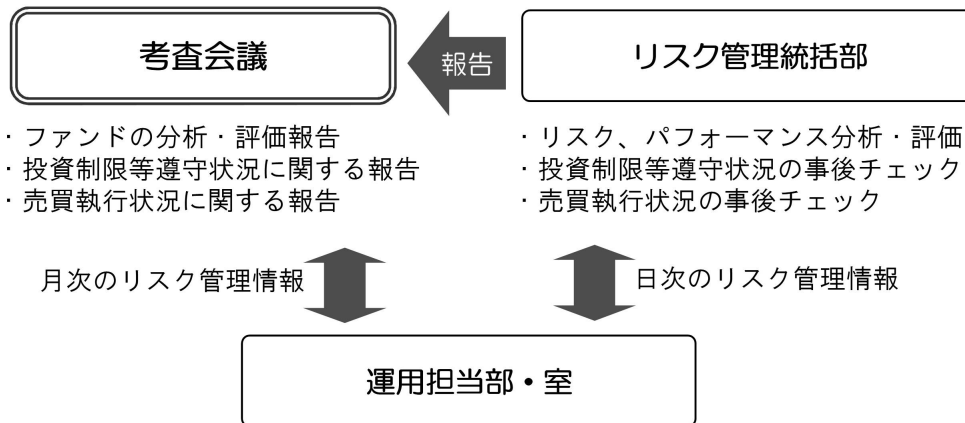 考査会議
報告
リスク管理統括部
・ファンドの分析・評価報告
・投資制限等遵守状況に関する報告
・売買執行状況に関する報告
・リスク、パフォーマンス分析・評価
・投資制限等遵守状況の事後チェック
・売買執行状況の事後チェック
月次のリスク管理情報
日次のリスク管理情報
運用担当部・室